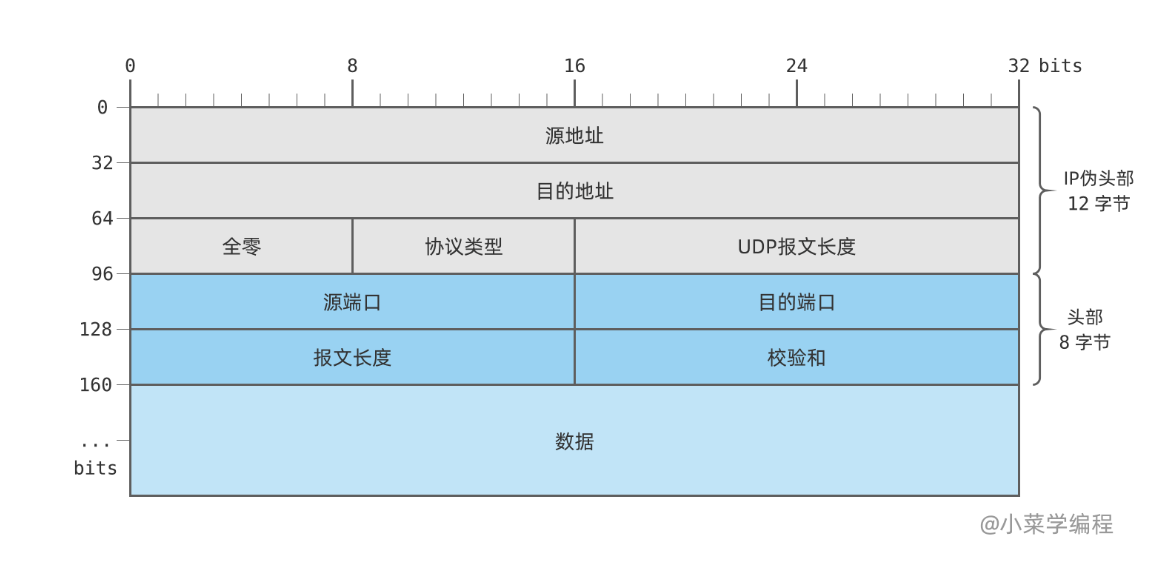 0 8 16 24 32 bits
0
源地址
32
目的地址
IP伪头部
12 字节
64
全零 协议类型 UDP报文长度
96
源端口 目的端口
128
头部
8 字节
报文长度 校验和
160
数据
...
bits
@小菜学编程